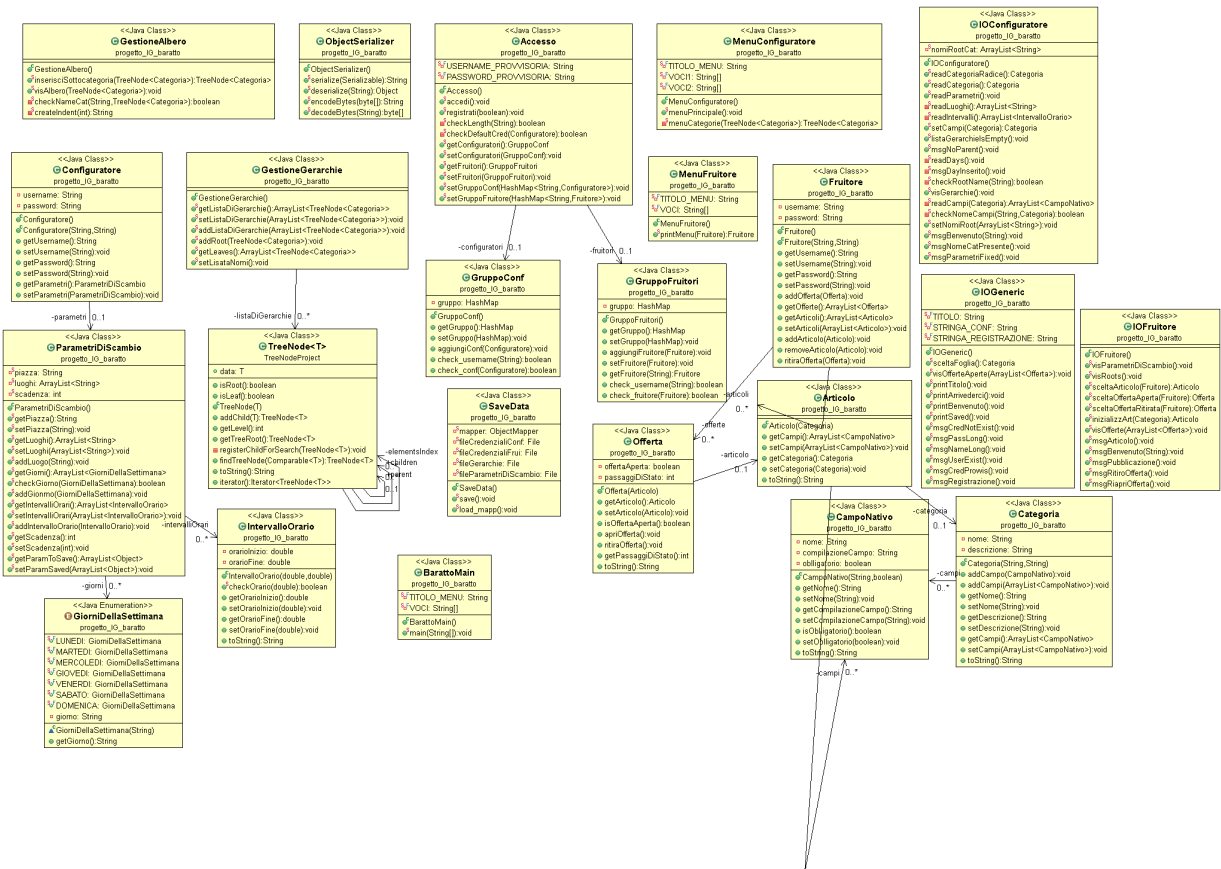 <<Java Class>>
GestioneAlbero
progetto_IG_baratto
GestioneAlbero()
inserisciSottocategoria(TreeNode<Categoria>):TreeNode<Categoria>
visAlbero(TreeNode<Categoria>):void
checkNameCat(String,TreeNode<Categoria>):boolean
createIndent(int):String
<<Java Class>>
ObjectSerializer
progetto_IG_baratto
ObjectSerializer()
serialize(Serializable):String
deserialize(String):Object
encodeBytes(byte[]):String
decodeBytes(String):byte[]
<<Java Class>>
Accesso
progetto_IG_baratto
USERNAME_PROVVISORIA: String
PASSWORD_PROVVISORIA: String
Accesso()
accedi():void
registrati(boolean):void
checkLength(String):boolean
checkDefaultCred(Configuratore):boolean
getConfiguratori():GruppoConf
setConfiguratori(GruppoConf):void
getFruitori():GruppoFruitori
setFruitori(GruppoFruitori):void
setGruppoConf(HashMap<String,Configuratore>):void
setGruppoFruitore(HashMap<String,Fruitore>):void
<<Java Class>>
MenuConfiguratore
progetto_IG_baratto
TITOLO_MENU: String
VOCI1: String[]
VOCI2: String[]
MenuConfiguratore()
menuPrincipale():void
menuCategorie(TreeNode<Categoria>):TreeNode<Categoria>
<<Java Class>>
IOConfiguratore
progetto_IG_baratto
nomiRootCat: ArrayList<String>
IOConfiguratore()
readCategoriaRadice():Categoria
readCategoria():Categoria
readParametri():void
readLuoghi():ArrayList<String>
readIntervalli():ArrayList<IntervalloOrario>
setCampi(Categoria):Categoria
listaGerarchieIsEmpty():void
msgNoParent():void
readDays():void
msgDayInserito():void
checkRootName(String):boolean
visGerarchie():void
readCampi(Categoria):ArrayList<CampoNativo>
checkNomeCampi(String,Categoria):boolean
setNomiRoot(ArrayList<String>):void
msgBenvenuto(String):void
msgNomeCatPresente():void
msgParametriFixed():void
<<Java Class>>
Configuratore
progetto_IG_baratto
username: String
password: String
Configuratore()
Configuratore(String,String)
getUsername():String
setUsername(String):void
getPassword():String
setPassword(String):void
getParametri():ParametriDiScambio
setParametri(ParametriDiScambio):void
<<Java Class>>
GestioneGerarchie
progetto_IG_baratto
GestioneGerarchie()
getListaDiGerarchie():ArrayList<TreeNode<Categoria>>
setListaDiGerarchie(ArrayList<TreeNode<Categoria>>):void
addListaDiGerarchie(ArrayList<TreeNode<Categoria>>):void
addRoot(TreeNode<Categoria>):void
getLeaves():ArrayList<TreeNode<Categoria>>
setLisataNomi():void
<<Java Class>>
MenuFruitore
progetto_IG_baratto
TITOLO_MENU: String
VOCI: String[]
MenuFruitore()
printMenu(Fruitore):Fruitore
<<Java Class>>
Fruitore
progetto_IG_baratto
username: String
password: String
Fruitore()
Fruitore(String,String)
getUsername():String
setUsername(String):void
getPassword():String
setPassword(String):void
addOfferta(Offerta):void
getOfferte():ArrayList<Offerta>
getArticoli():ArrayList<Articolo>
setArticoli(ArrayList<Articolo>):void
addArticolo(Articolo):void
removeArticolo(Articolo):void
ritiraOfferta(Offerta):void
-configuratori 0..1
-fruitori 0..1
<<Java Class>>
GruppoConf
progetto_IG_baratto
gruppo: HashMap
GruppoConf()
getGruppo():HashMap
setGruppo(HashMap):void
aggiungiConf(Configuratore):void
check_username(String):boolean
check_conf(Configuratore):boolean
<<Java Class>>
GruppoFruitori
progetto_IG_baratto
gruppo: HashMap
GruppoFruitori()
getGruppo():HashMap
setGruppo(HashMap):void
aggiungiFruitore(Fruitore):void
setFruitore(Fruitore):void
getFruitore(String):Fruitore
check_username(String):boolean
check_fruitore(Fruitore):boolean
<<Java Class>>
IOGeneric
progetto_IG_baratto
TITOLO: String
STRINGA_CONF: String
STRINGA_REGISTRAZIONE: String
IOGeneric()
sceltaFoglia():Categoria
visOfferteAperte(ArrayList<Offerta>):void
printTitolo():void
printArrivederci():void
printBenvenuto():void
printSaved():void
msgCredNotExist():void
msgPassLong():void
msgNameLong():void
msgUserExist():void
msgCredProwis():void
msgRegistrazione():void
<<Java Class>>
IOFruitore
progetto_IG_baratto
IOFruitore()
visParametriDiScambio():void
visRoots():void
sceltaArticolo(Fruitore):Articolo
sceltaOffertaAperta(Fruitore):Offerta
sceltaOffertaRitirata(Fruitore):Offerta
inizializzArt(Categoria):Articolo
visOfferte(ArrayList<Offerta>):void
msgArticolo():void
msgBenvenuto(String):void
msgPubblicazione():void
msgRitiroOfferta():void
msgRiapriOfferta():void
-parametri 0..1
-listaDiGerarchie 0..*
<<Java Class>>
ParametriDiScambio
progetto_IG_baratto
piazza: String
luoghi: ArrayList<String>
scadenza: int
ParametriDiScambio()
getPiazza():String
setPiazza(String):void
getLuoghi():ArrayList<String>
setLuoghi(ArrayList<String>):void
addLuogo(String):void
getGiorni():ArrayList<GiorniDellaSettimana>
checkGiorno(GiorniDellaSettimana):boolean
addGionrno(GiorniDellaSettimana):void
getIntervalliOrari():ArrayList<IntervalloOrario>
setIntervalliOrari(ArrayList<IntervalloOrario>):void
addIntervalloOrario(IntervalloOrario):void
getScadenza():int
setScadenza(int):void
getParamToSave():ArrayList<Object>
setParamSaved(ArrayList<Object>):void
<<Java Class>>
TreeNode<T>
TreeNodeProject
data: T
isRoot():boolean
isLeaf():boolean
TreeNode(T)
addChild(T):TreeNode<T>
getLevel():int
getTreeRoot():TreeNode<T>
registerChildForSearch(TreeNode<T>):void
findTreeNode(Comparable<T>):TreeNode<T>
toString():String
iterator():Iterator<TreeNode<T>>
-elementsIndex
-children
-parent
0..1
<<Java Class>>
SaveData
progetto_IG_baratto
mapper: ObjectMapper
fileCredenzialiConf: File
fileCredenzialiFrui: File
fileGerarchie: File
fileParametriDiScambio: File
SaveData()
save():void
load_mapp():void
-articoli
0..*
-offerte
0..*
<<Java Class>>
Articolo
progetto_IG_baratto
Articolo(Categoria)
getCampi():ArrayList<CampoNativo>
setCampi(ArrayList<CampoNativo>):void
getCategoria():Categoria
setCategoria(Categoria):void
toString():String
<<Java Class>>
Offerta
progetto_IG_baratto
offertaAperta: boolean
passaggiDiStato: int
Offerta(Articolo)
getArticolo():Articolo
setArticolo(Articolo):void
isOffertaAperta():boolean
apriOfferta():void
ritiraOfferta():void
getPassaggiDiStato():int
toString():String
-articolo
0..1
-intervalliOrari
0..*
<<Java Class>>
IntervalloOrario
progetto_IG_baratto
orarioInizio: double
orarioFine: double
IntervalloOrario(double,double)
checkOrario(double):boolean
getOrarioInizio():double
setOrarioInizio(double):void
getOrarioFine():double
setOrarioFine(double):void
toString():String
<<Java Class>>
BarattoMain
progetto_IG_baratto
TITOLO_MENU: String
VOCI: String[]
BarattoMain()
main(String[]):void
<<Java Class>>
CampoNativo
progetto_IG_baratto
nome: String
compilazioneCampo: String
obbligatorio: boolean
CampoNativo(String,boolean)
getNome():String
setNome(String):void
getCompilazioneCampo():String
setCompilazioneCampo(String):void
isObbligatorio():boolean
setObbligatorio(boolean):void
toString():String
-categoria
0..1
-campi
0..*
<<Java Class>>
Categoria
progetto_IG_baratto
nome: String
descrizione: String
Categoria(String,String)
addCampo(CampoNativo):void
addCampi(ArrayList<CampoNativo>):void
getNome():String
setNome(String):void
getDescrizione():String
setDescrizione(String):void
getCampi():ArrayList<CampoNativo>
setCampi(ArrayList<CampoNativo>):void
toString():String
-campi 0..*
-giorni 0..*
<<Java Enumeration>>
GiorniDellaSettimana
progetto_IG_baratto
LUNEDI: GiorniDellaSettimana
MARTEDI: GiorniDellaSettimana
MERCOLEDI: GiorniDellaSettimana
GIOVEDI: GiorniDellaSettimana
VENERDI: GiorniDellaSettimana
SABATO: GiorniDellaSettimana
DOMENICA: GiorniDellaSettimana
giorno: String
GiorniDellaSettimana(String)
getGiorno():String